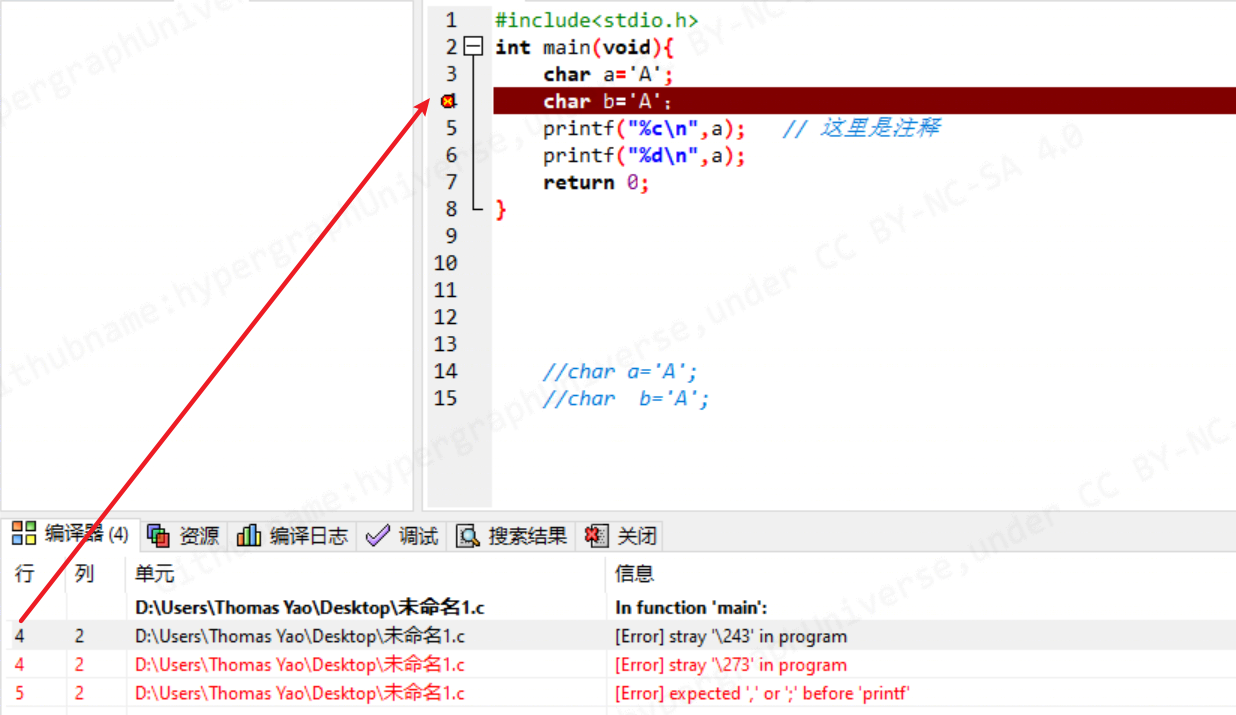 1 #include<stdio.h>
2 int main(void){
3 char a='A';
4 char b='A'；
5 printf("%c\n",a); // 这里是注释
6 printf("%d\n",a);
7 return 0;
8 }
9
10
11
12
13
14 //char a='A';
15 //char  b='A';
编译器 (4) 资源 编译日志 调试 搜索结果 关闭
行 列 单元 信息
D:\Users\Thomas Yao\Desktop\未命名1.c In function 'main':
4 2 D:\Users\Thomas Yao\Desktop\未命名1.c [Error] stray '\243' in program
4 2 D:\Users\Thomas Yao\Desktop\未命名1.c [Error] stray '\273' in program
5 2 D:\Users\Thomas Yao\Desktop\未命名1.c [Error] expected ',' or ';' before 'printf'
githubname:hypergraphUniverse,under CC BY-NC-SA 4.0